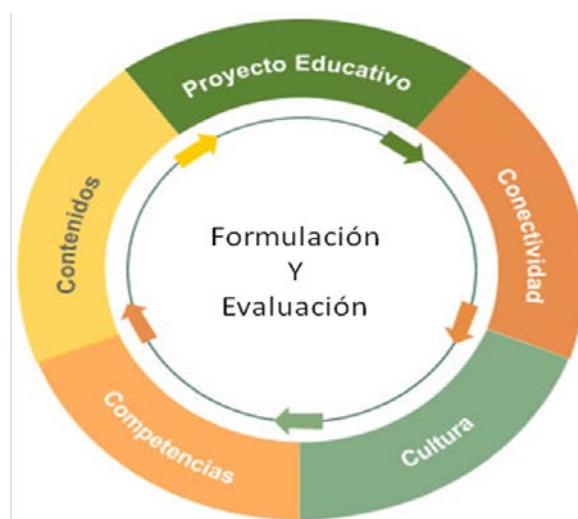 Proyecto Educativo
Conectividad
Cultura
Competencias
Contenidos
Formulación
Y
Evaluación